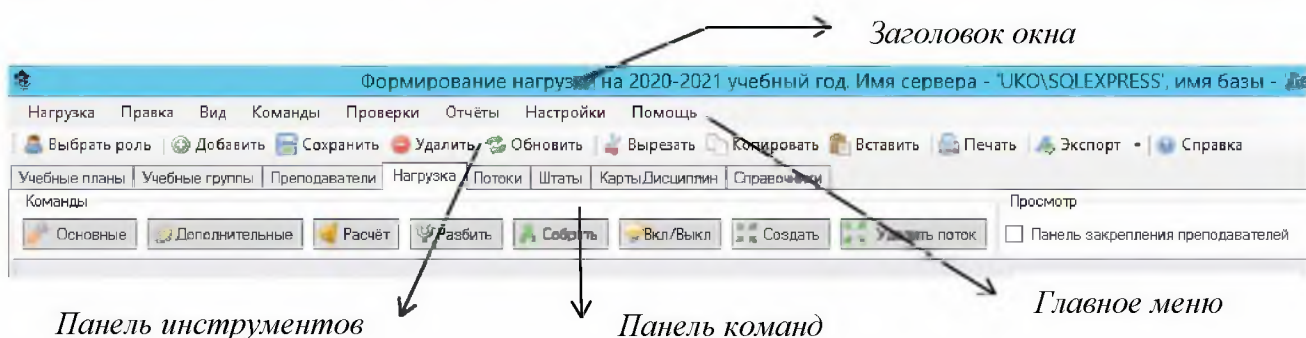 Заголовок окна
Формирование нагрузки на 2020-2021 учебный год. Имя сервера - 'UKO\SQLEXPRESS', имя базы - '
Нагрузка Правка Вид Команды Проверки Отчёты Настройки Помощь
Выбрать роль Добавить Сохранить Удалить Обновить Вырезать Копировать Вставить Печать Экспорт Справка
Учебные планы Учебные группы Преподаватели Нагрузка Потоки Штаты КартыДисциплин Справочники
Команды Просмотр
Основные Дополнительные Расчёт Разбить Собрать Вкл/Выкл Создать Удалить поток Панель закрепления преподавателей
Панель инструментов Панель команд Главное меню